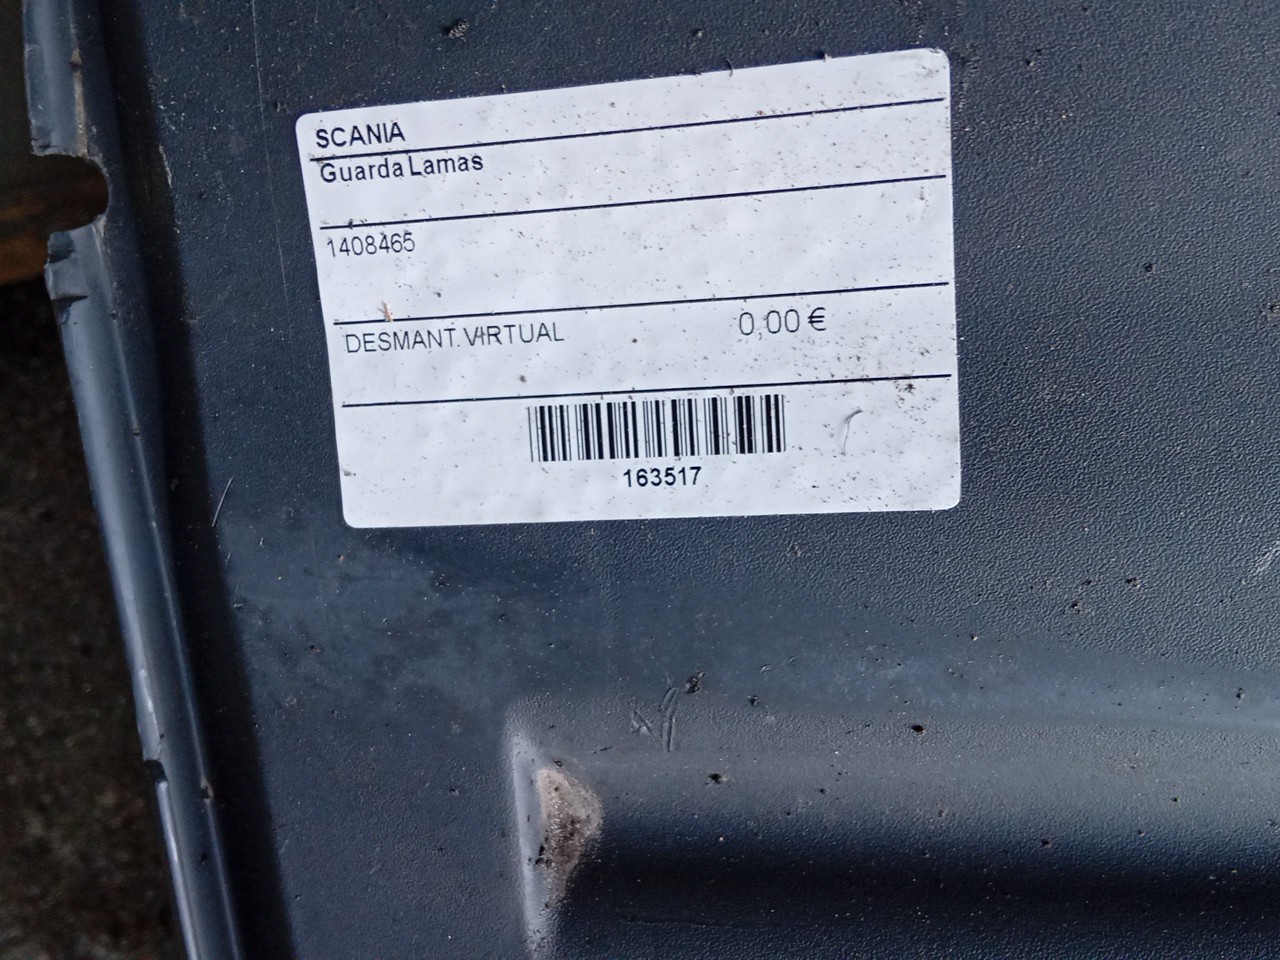 SCANIA
Guarda Lamas
1408465
DESMANT. VIRTUAL 0,00 €
163517